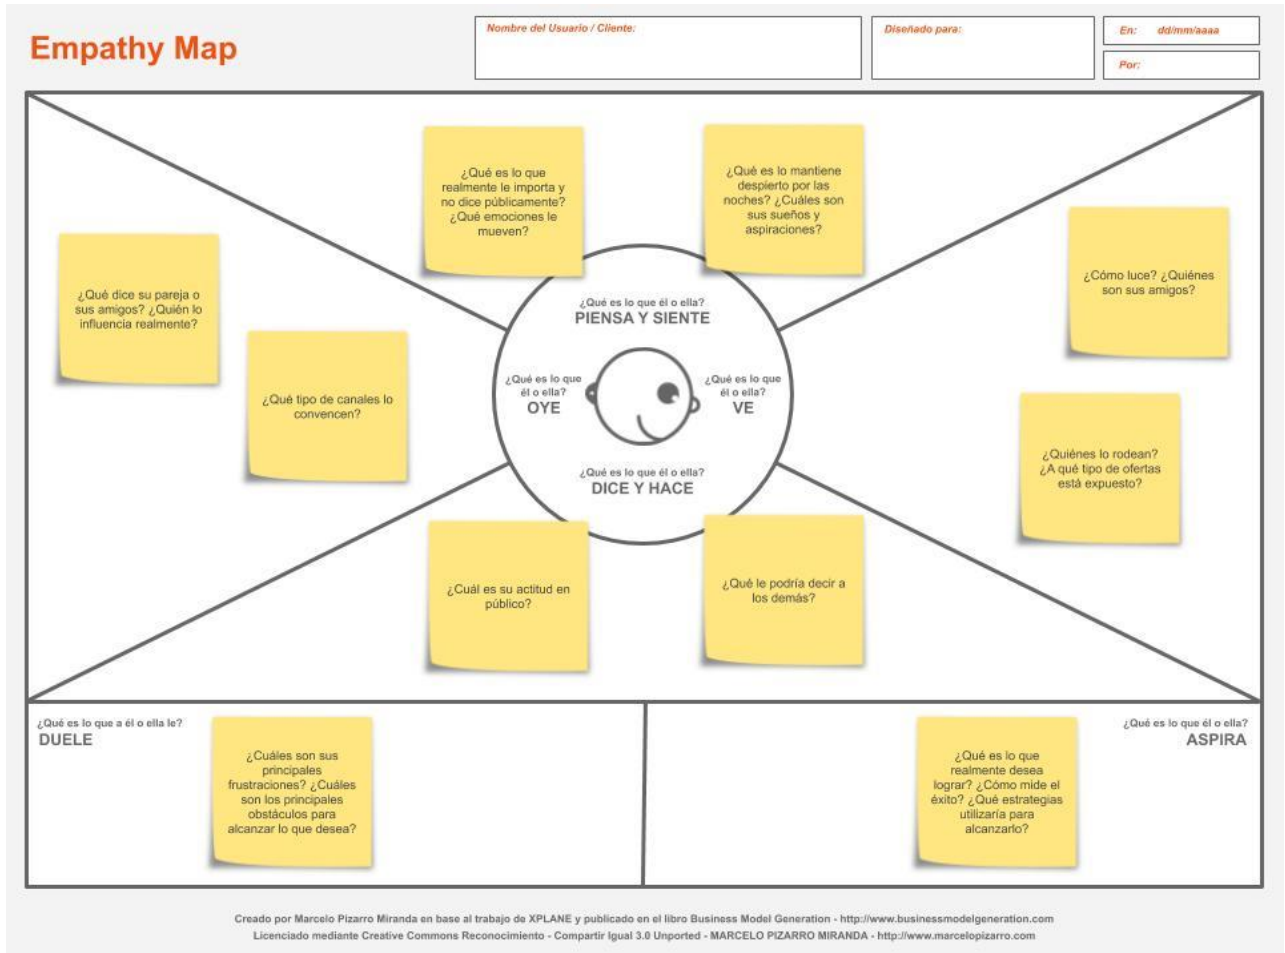 Empathy Map
Nombre del Usuario / Cliente:
Diseñado para:
En: dd/mm/aaaa
Por:
¿Qué es lo que
realmente le importa y
no dice públicamente?
¿Qué emociones le
mueven?
¿Qué es lo mantiene
despierto por las
noches? ¿Cuáles son
sus sueños y
aspiraciones?
¿Qué dice su pareja o
sus amigos? ¿Quién lo
influencia realmente?
¿Qué tipo de canales lo
convencen?
¿Qué es lo que él o ella?
PIENSA Y SIENTE
¿Qué es lo que
él o ella?
OYE
¿Qué es lo que
él o ella?
VE
¿Qué es lo que él o ella?
DICE Y HACE
¿Cómo luce? ¿Quiénes
son sus amigos?
¿Quiénes lo rodean?
¿A qué tipo de ofertas
está expuesto?
¿Cuál es su actitud en
público?
¿Qué le podría decir a
los demás?
¿Qué es lo que a él o ella le?
DUELE
¿Cuáles son sus
principales
frustraciones? ¿Cuáles
son los principales
obstáculos para
alcanzar lo que desea?
¿Qué es lo que
realmente desea
lograr? ¿Cómo mide el
éxito? ¿Qué estrategias
utilizaría para
alcanzarlo?
¿Qué es lo que él o ella?
ASPIRA
Creado por Marcelo Pizarro Miranda en base al trabajo de XPLANE y publicado en el libro Business Model Generation - http://www.businessmodelgeneration.com
Licenciado mediante Creative Commons Reconocimiento - Compartir Igual 3.0 Unported - MARCELO PIZARRO MIRANDA - http://www.marcelopizarro.com